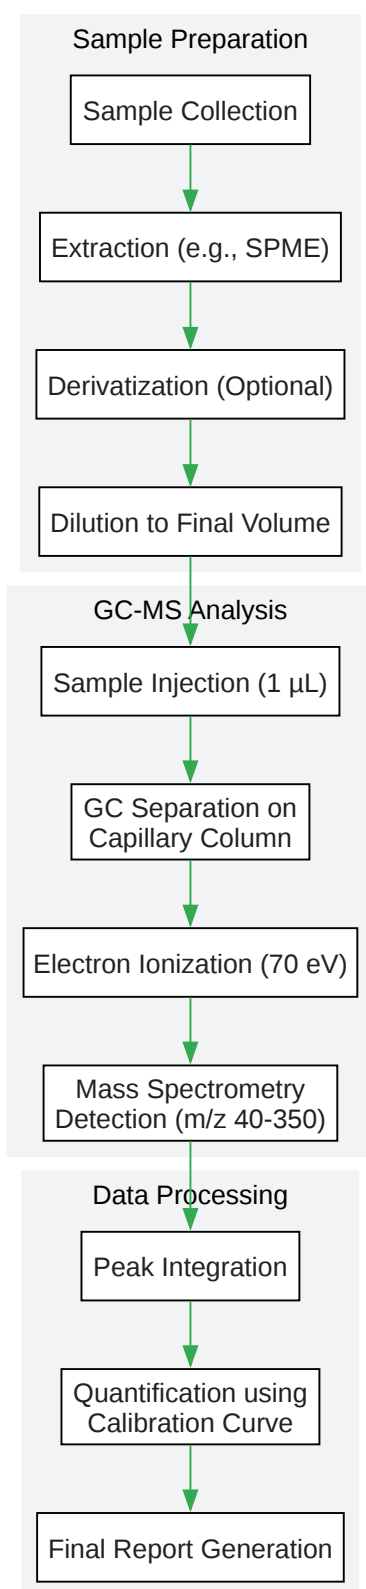 Sample Preparation
Sample Collection
Extraction (e.g., SPME)
Derivatization (Optional)
Dilution to Final Volume
GC-MS Analysis
Sample Injection (1 µL)
GC Separation on
Capillary Column
Electron Ionization (70 eV)
Mass Spectrometry
Detection (m/z 40-350)
Data Processing
Peak Integration
Quantification using
Calibration Curve
Final Report Generation